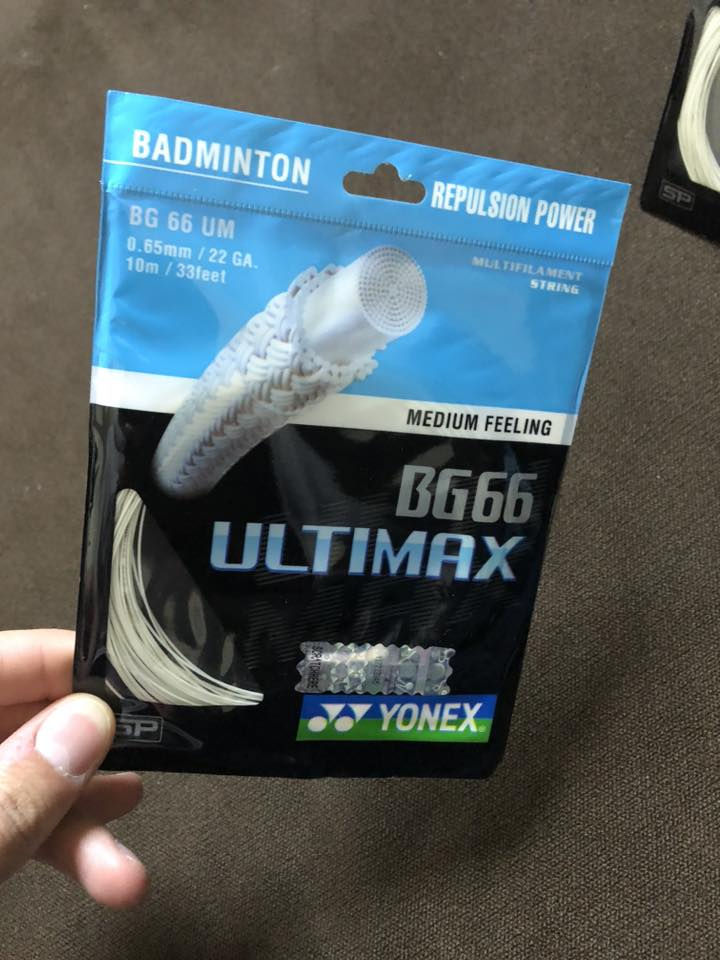 BADMINTON
REPULSION POWER
BG 66 UM
0.65mm / 22 GA.
10m / 33feet
MULTIFILAMENT
STRING
MEDIUM FEELING
BG66
ULTIMAX
YONEX
SP
SP